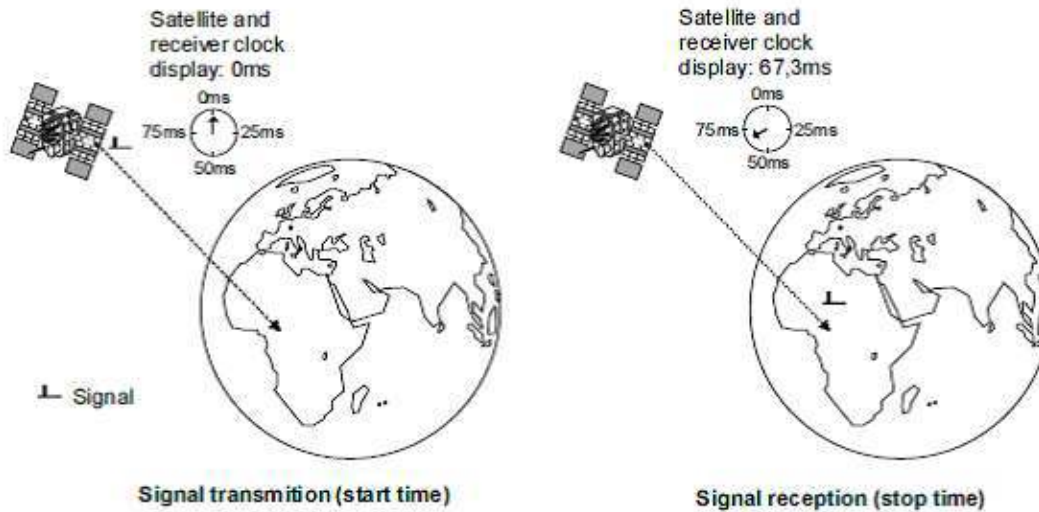 Satellite and
receiver clock
display: 0ms
0ms
75ms
25ms
50ms
Signal
Signal transmition (start time)
Satellite and
receiver clock
display: 67,3ms
0ms
75ms
25ms
50ms
Signal reception (stop time)